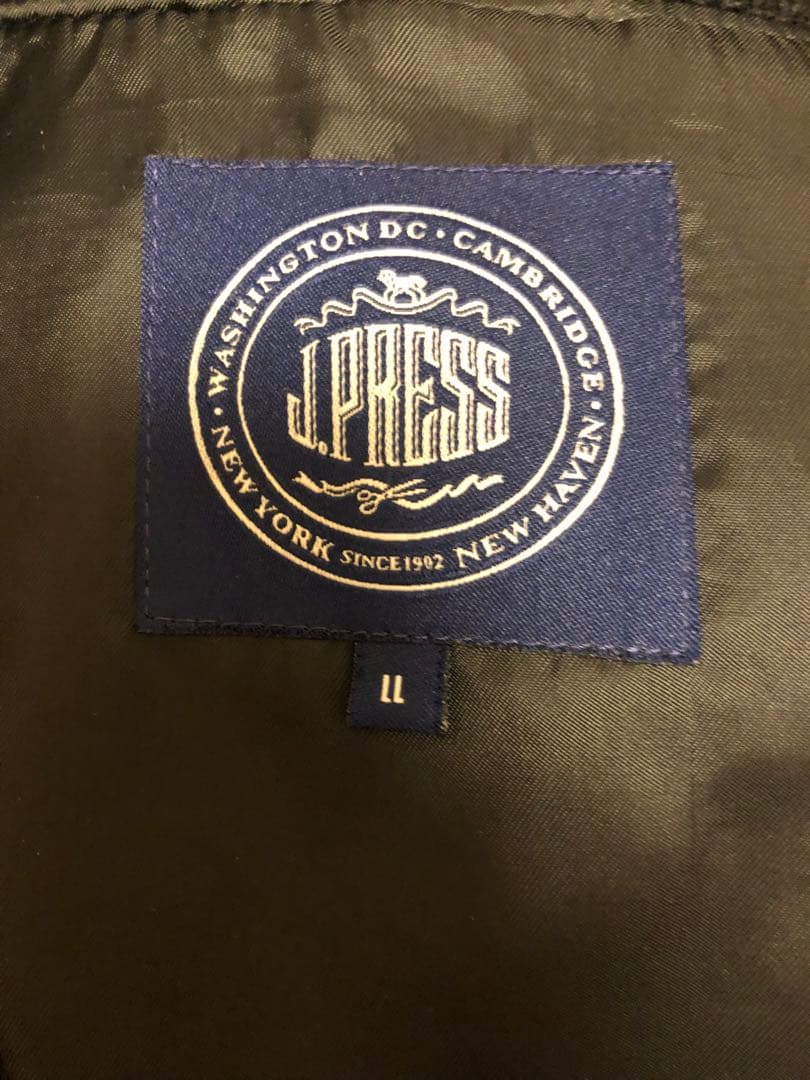 WASHINGTON DC · CAMBRIDGE ·
J.PRESS
· NEW YORK SINCE 1902 NEW HAVEN
LL